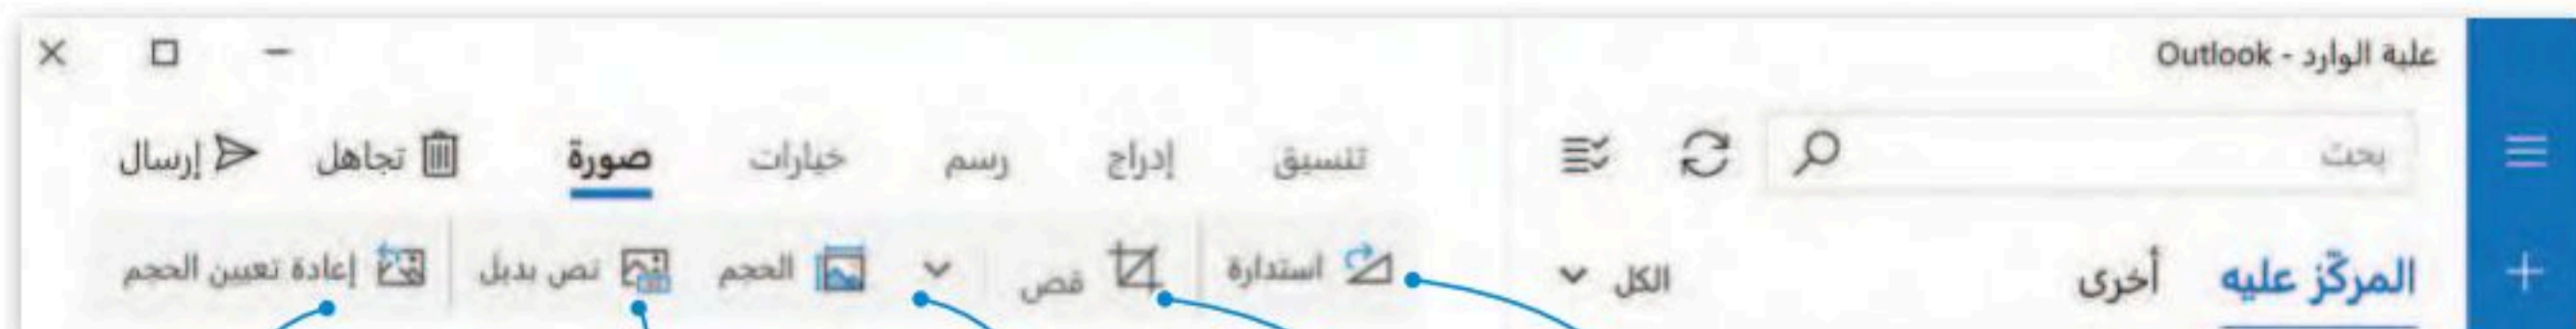 علبة الوارد - Outlook
بحث
تنسيق إدراج رسم خيارات صورة تجاهل إرسال
المركّز عليه أخرى الكل
استدارة قص الحجم نص بديل إعادة تعيين الحجم